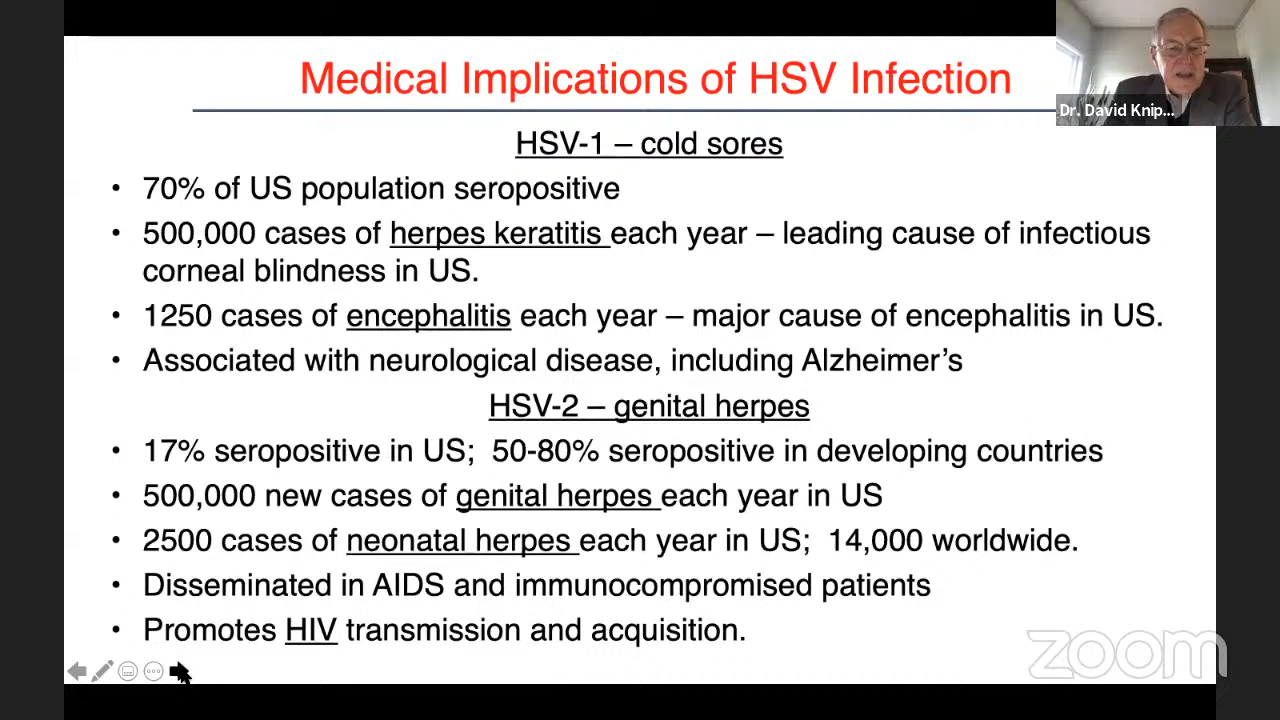 Medical Implications of HSV Infection
Dr. David Knip...
HSV-1 – cold sores
• 70% of US population seropositive
• 500,000 cases of herpes keratitis each year – leading cause of infectious
corneal blindness in US.
• 1250 cases of encephalitis each year – major cause of encephalitis in US.
• Associated with neurological disease, including Alzheimer's
HSV-2 – genital herpes
• 17% seropositive in US; 50-80% seropositive in developing countries
• 500,000 new cases of genital herpes each year in US
• 2500 cases of neonatal herpes each year in US; 14,000 worldwide.
• Disseminated in AIDS and immunocompromised patients
• Promotes HIV transmission and acquisition.
zoom